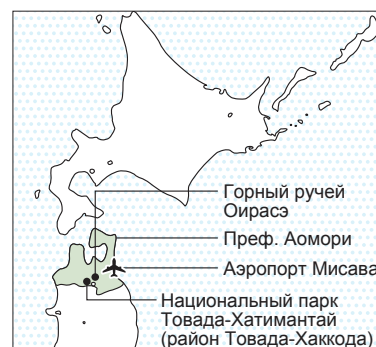 Горный ручей
Оирасэ
Преф. Аомори
Аэропорт Мисава
Национальный парк
Товада-Хатимантай
(район Товада-Хаккода)